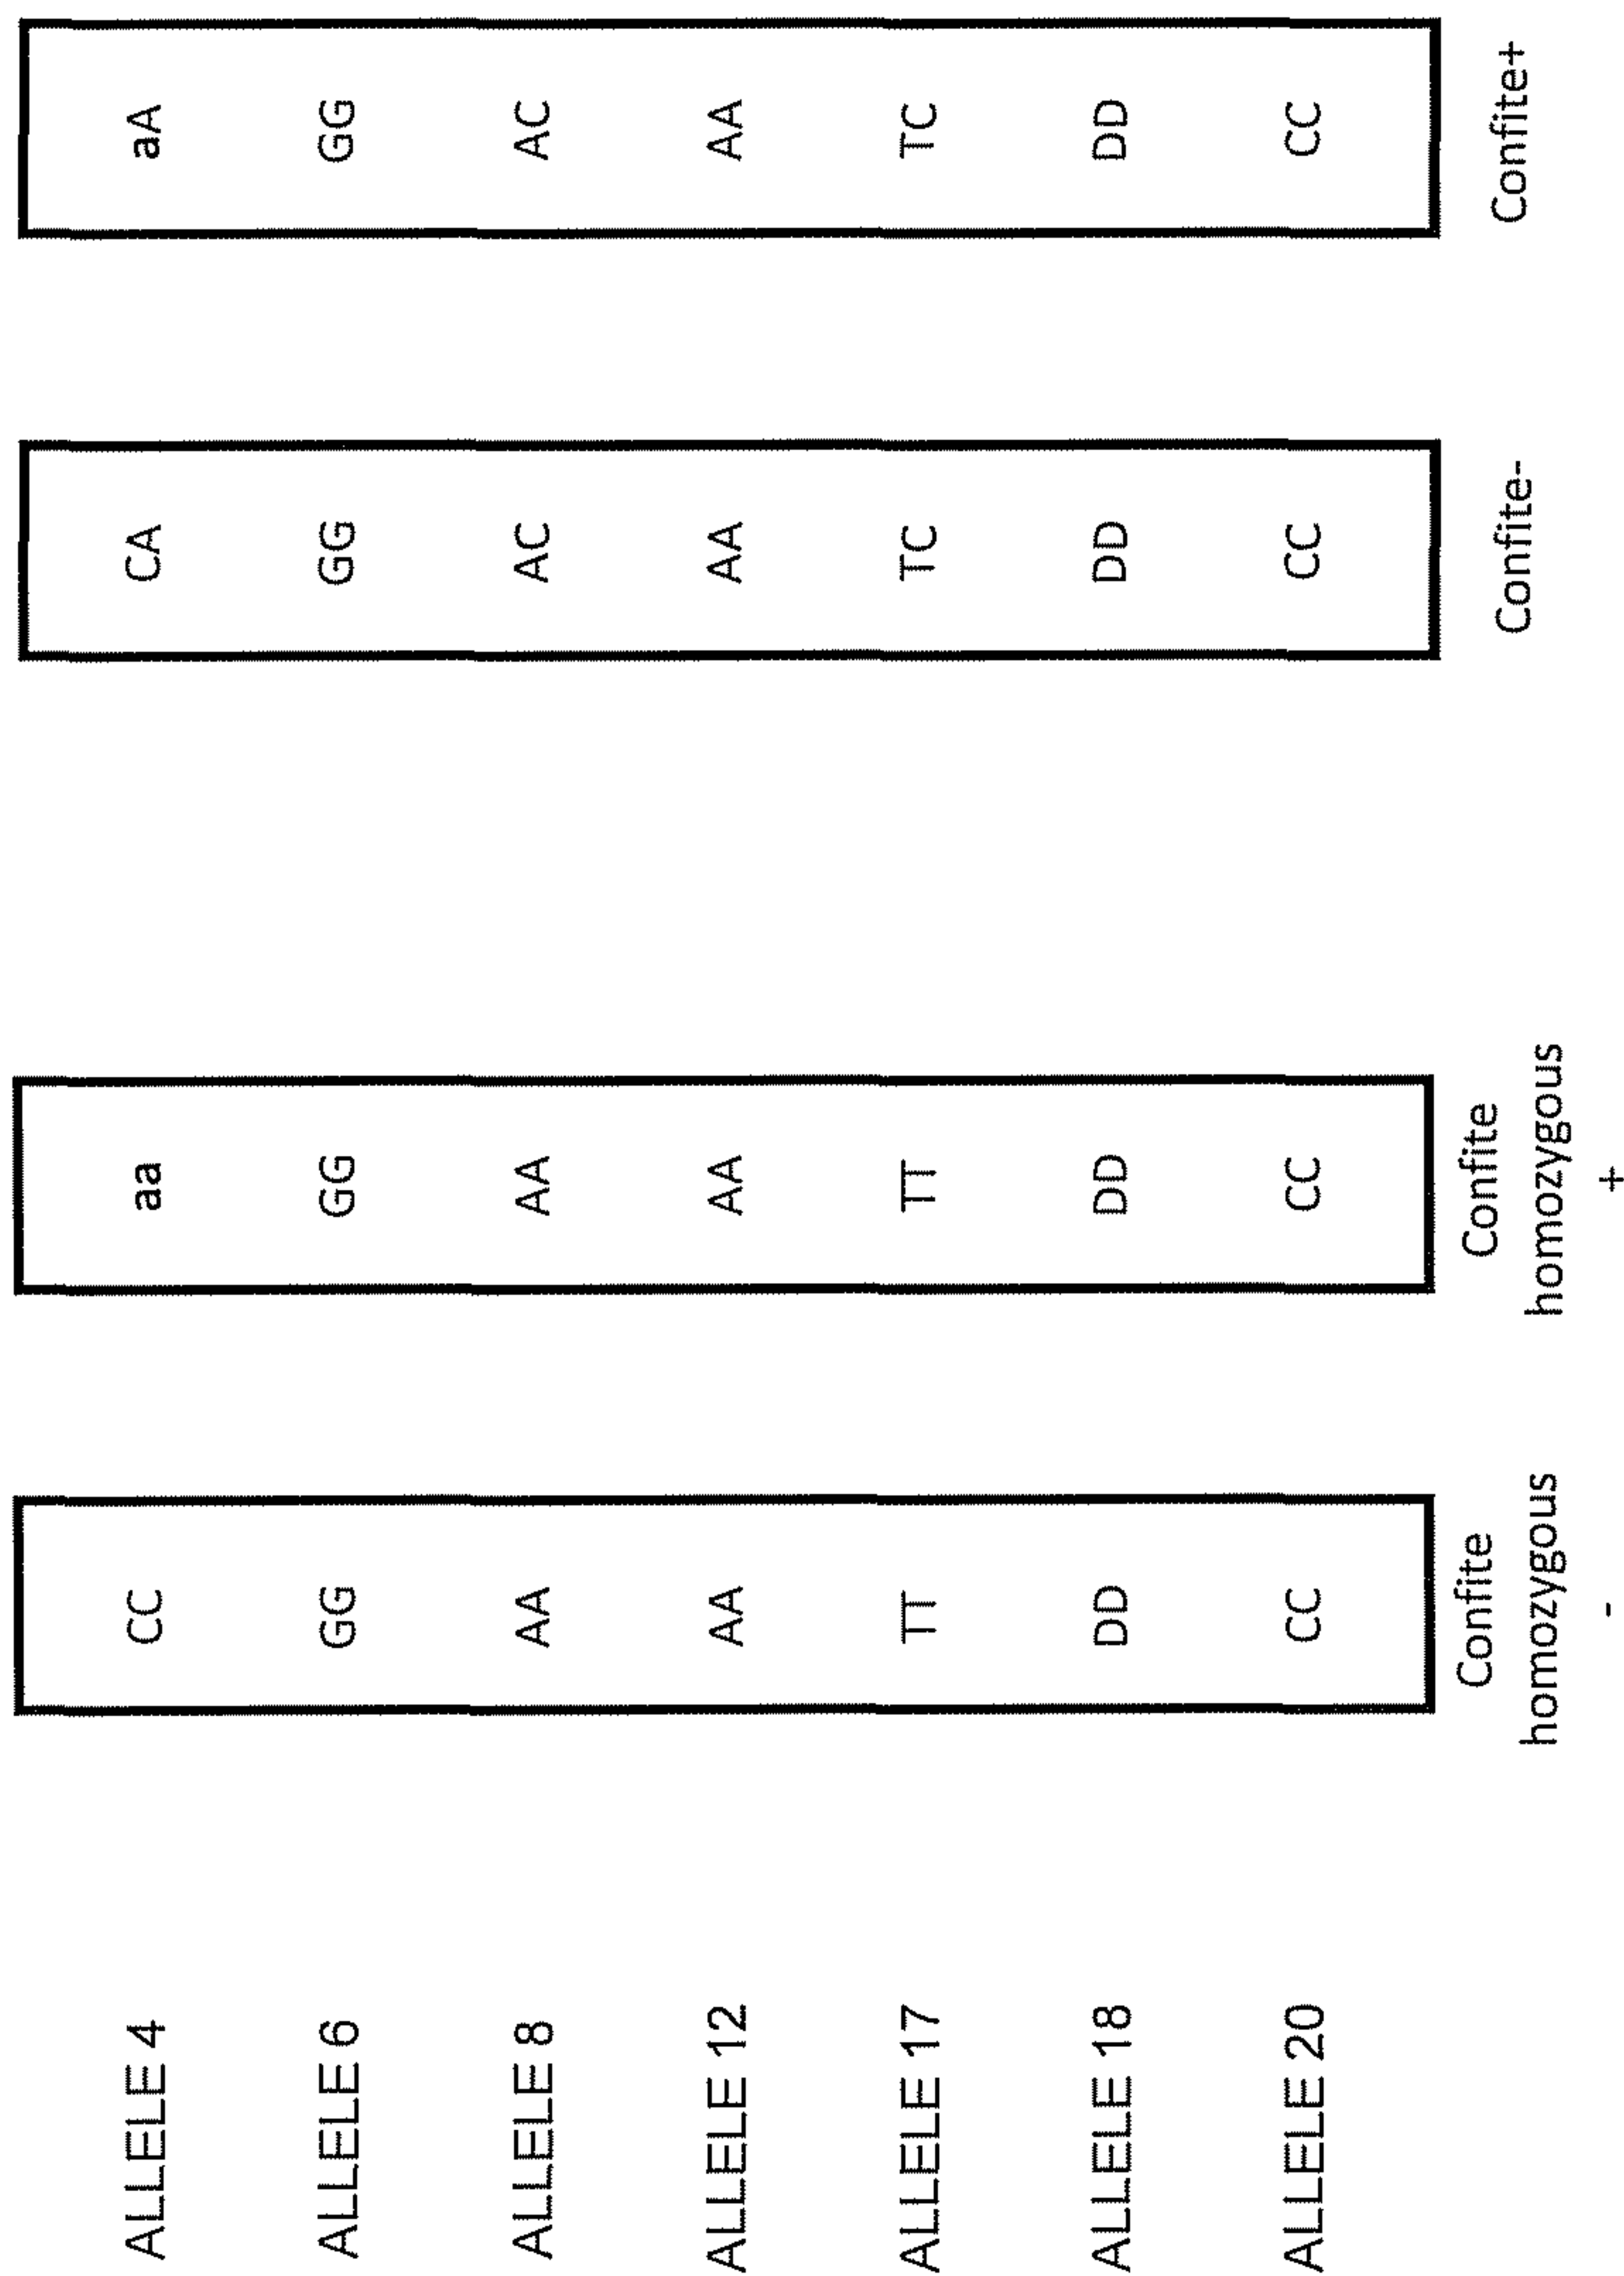 ALLELE 4 CC aa CA aA
ALLELE 6 GG GG GG GG
ALLELE 8 AA AA AC AC
ALLELE 12 AA AA AA AA
ALLELE 17 TT TT TC TC
ALLELE 18 DD DD DD DD
ALLELE 20 CC CC CC CC
Confite Confite Confite- Confite+
homozygous homozygous
- +